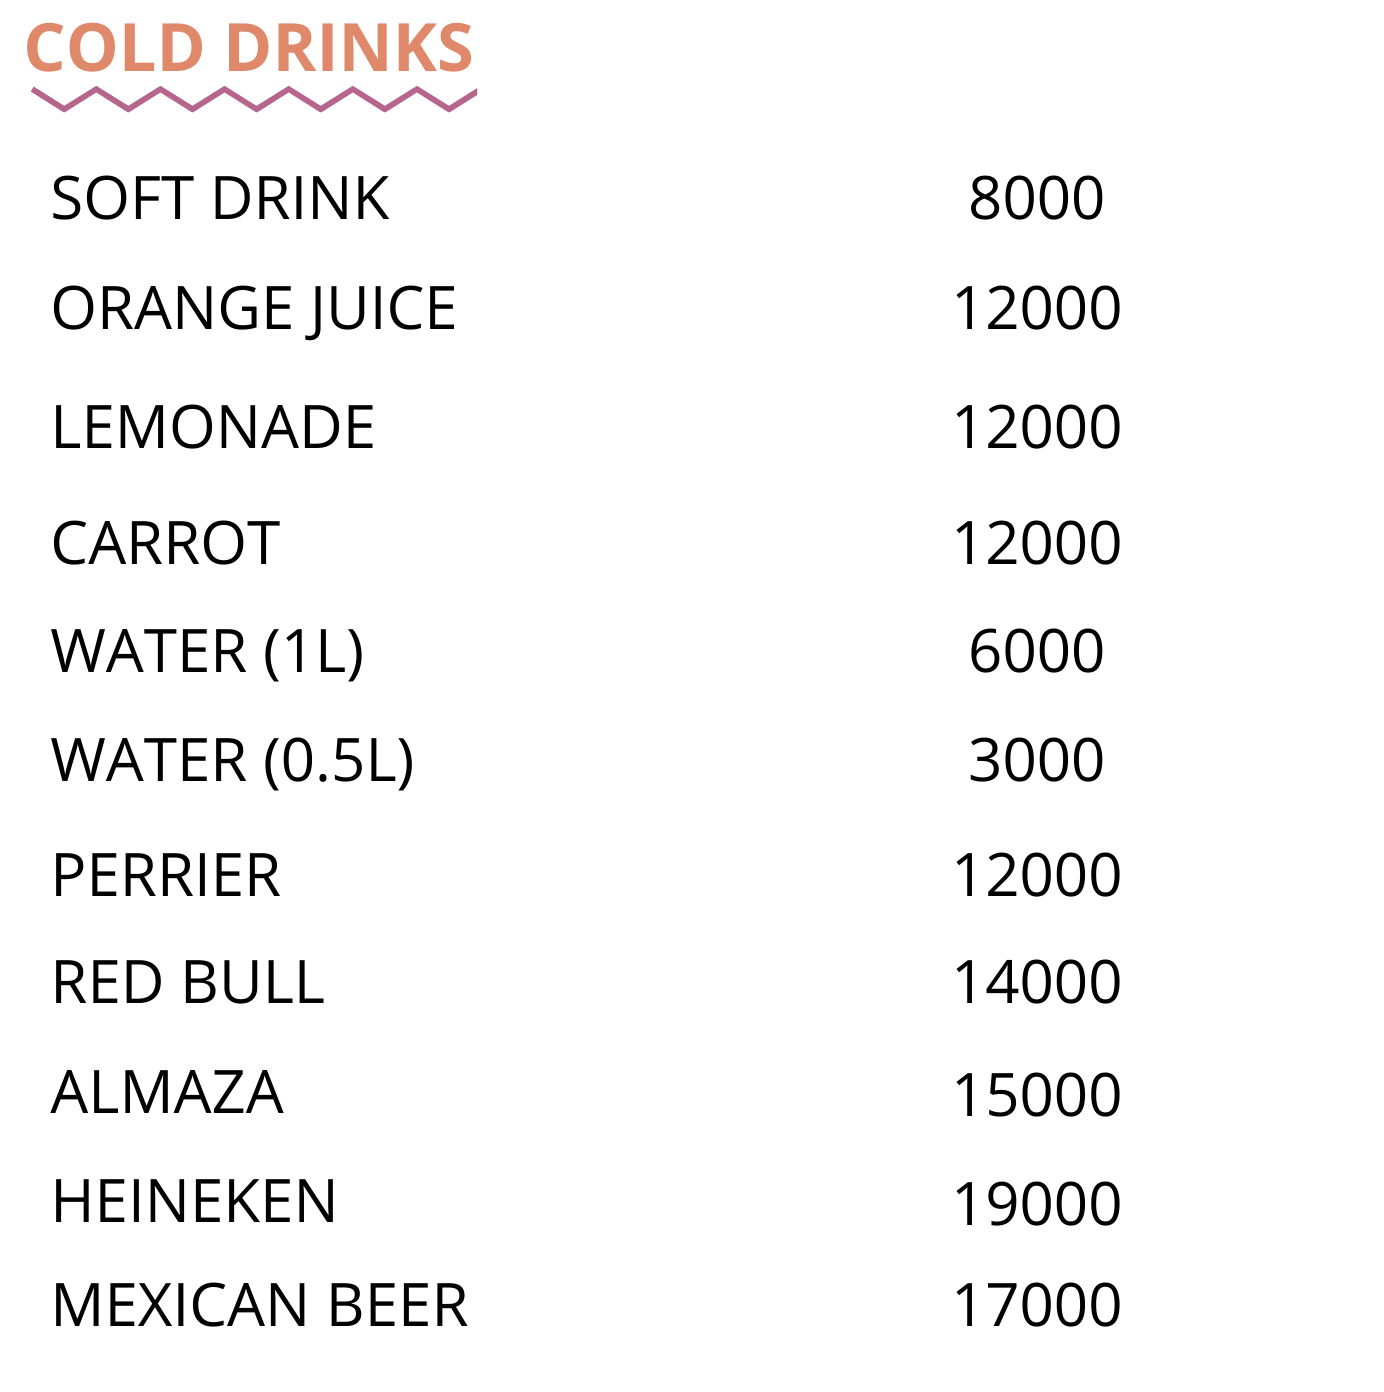 COLD DRINKS
SOFT DRINK 8000
ORANGE JUICE 12000
LEMONADE 12000
CARROT 12000
WATER (1L) 6000
WATER (0.5L) 3000
PERRIER 12000
RED BULL 14000
ALMAZA 15000
HEINEKEN 19000
MEXICAN BEER 17000